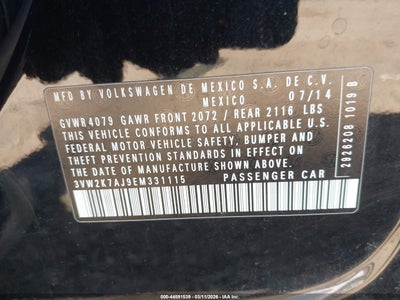 MFD BY VOLKSWAGEN DE MEXICO S.A. DE C.V.
MEXICO 07/14
GVWR 4079 GAWR FRONT 2072 / REAR 2116 LBS
THIS VEHICLE CONFORMS TO ALL APPLICABLE U.S.
FEDERAL MOTOR VEHICLE SAFETY, BUMPER AND
THEFT PREVENTION STANDARDS IN EFFECT ON
THE DATE OF MANUFACTURE SHOWN ABOVE.
3VW2K7AJ9EM331115 PASSENGER CAR
2928208 1019 B
000-44591539 - 03/11/2026 - IAA, Inc.